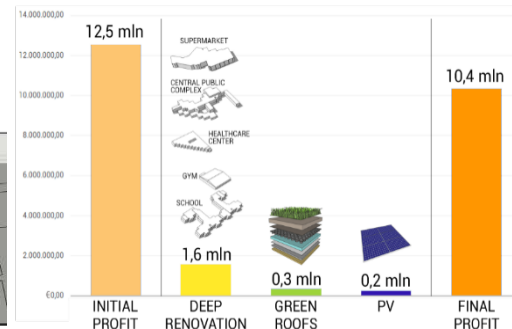 14.000.000,00
12.000.000,00
10.000.000,00
8.000.000,00
6.000.000,00
4.000.000,00
2.000.000,00
€0,00
12,5 mln
SUPERMARKET
CENTRAL PUBLIC
COMPLEX
HEALTHCARE
CENTER
GYM
SCHOOL
1,6 mln
0,3 mln
0,2 mln
10,4 mln
INITIAL
PROFIT
DEEP
RENOVATION
GREEN
ROOFS
PV
FINAL
PROFIT